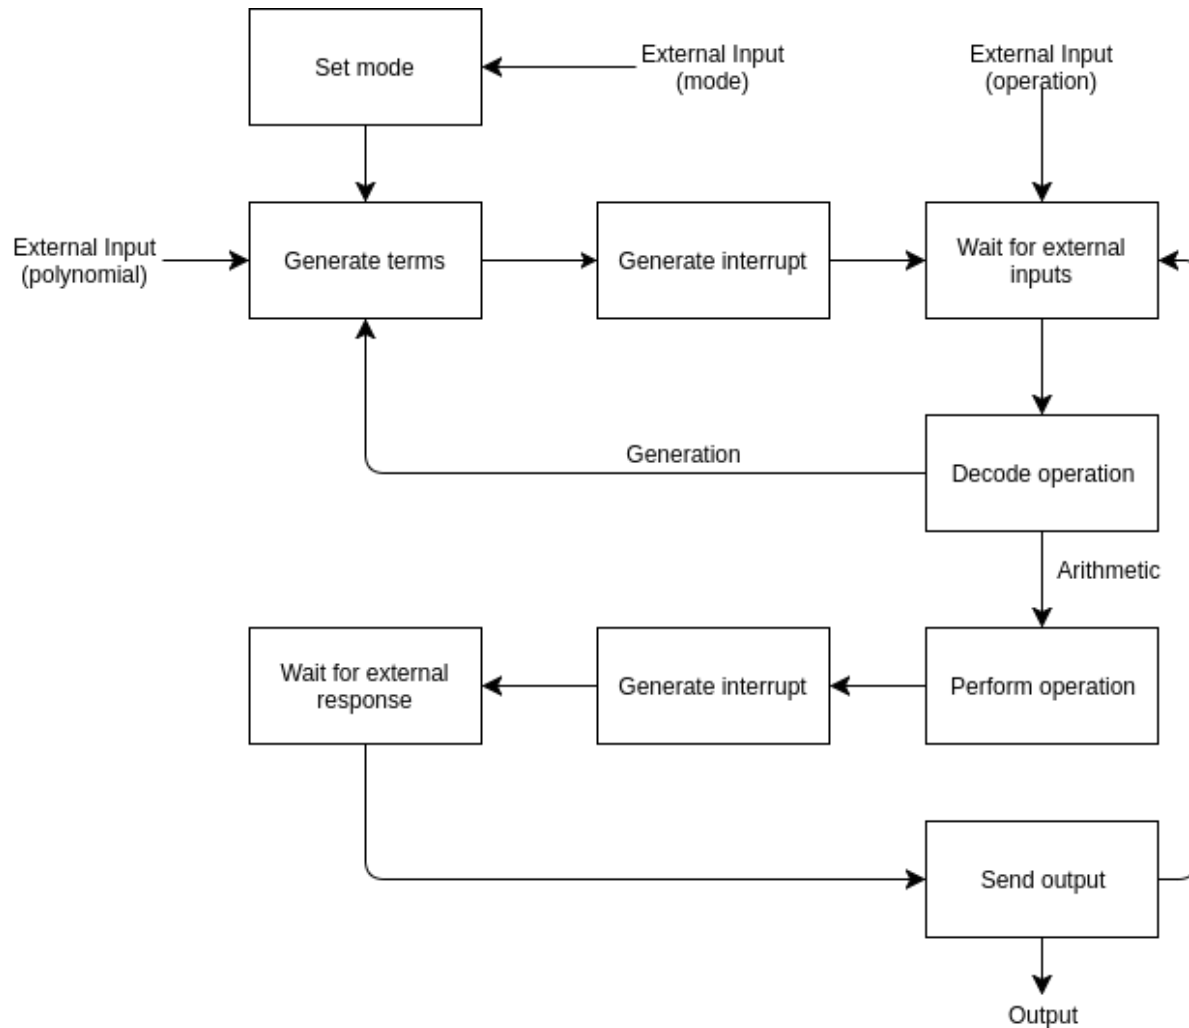 Set mode
External Input
(mode)
External Input
(operation)
External Input
(polynomial)
Generate terms
Generate interrupt
Wait for external
inputs
Generation
Decode operation
Arithmetic
Wait for external
response
Generate interrupt
Perform operation
Send output
Output